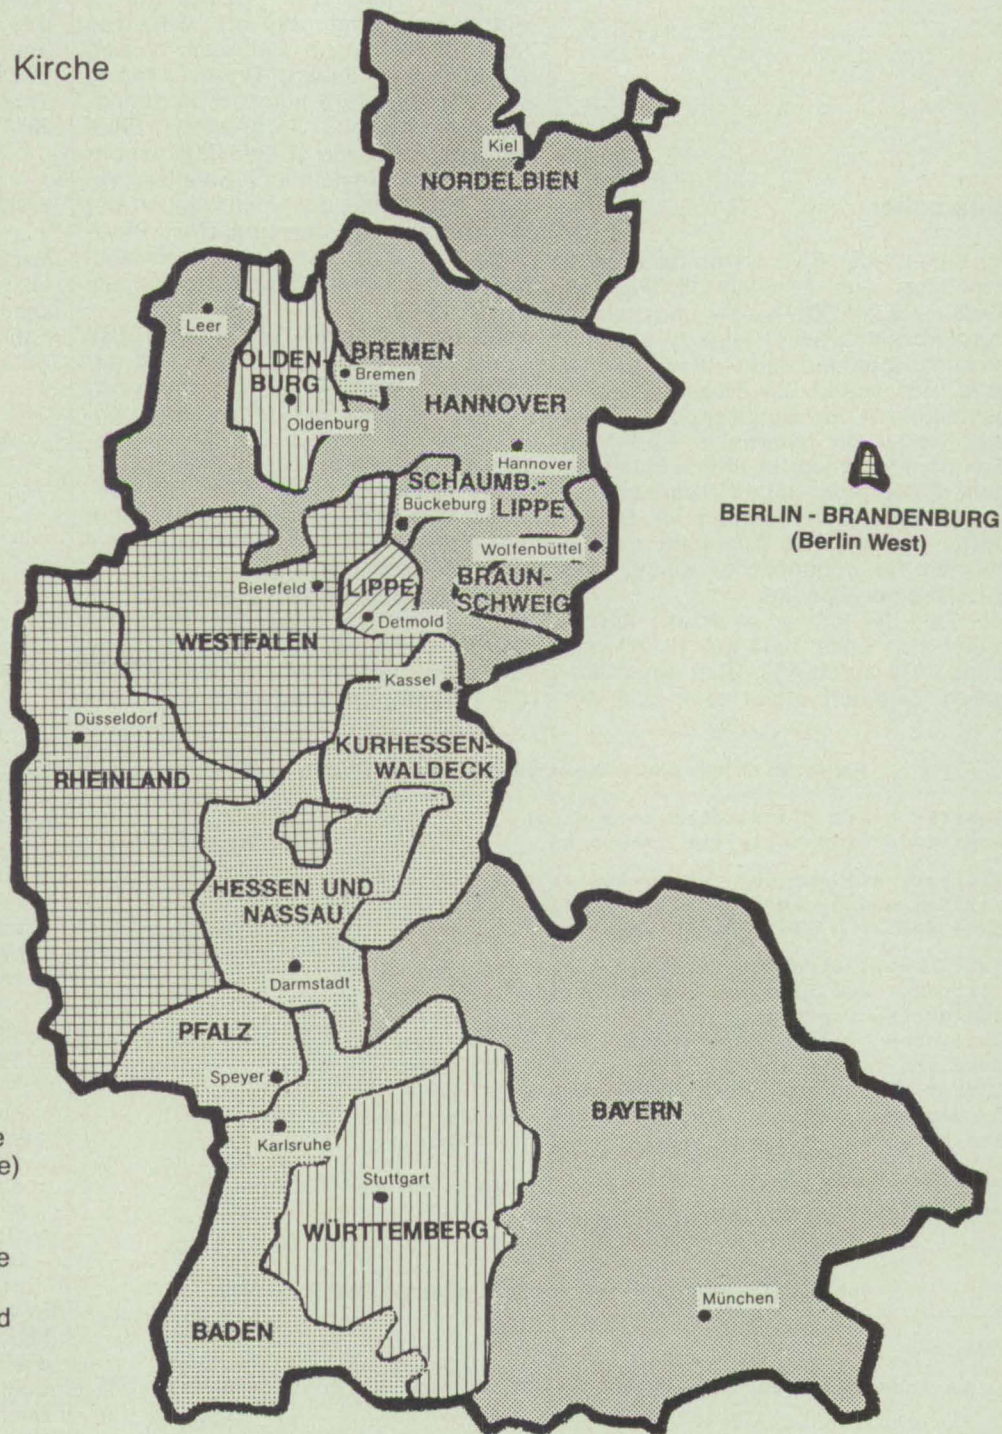 Kirche
Kiel
NORDELBIEN
Leer
OLDEN-
BURG
Oldenburg
BREMEN
Bremen
HANNOVER
Hannover
SCHAUMB.-
LIPPE
Bückeburg
Wolfenbüttel
BRAUN-
SCHWEIG
BERLIN - BRANDENBURG
(Berlin West)
Bielefeld
LIPPE
Detmold
WESTFALEN
Kassel
Düsseldorf
RHEINLAND
KURHESSEN-
WALDECK
HESSEN UND
NASSAU
Darmstadt
PFALZ
Speyer
Karlsruhe
BAYERN
Stuttgart
WÜRTTEMBERG
München
BADEN
e)